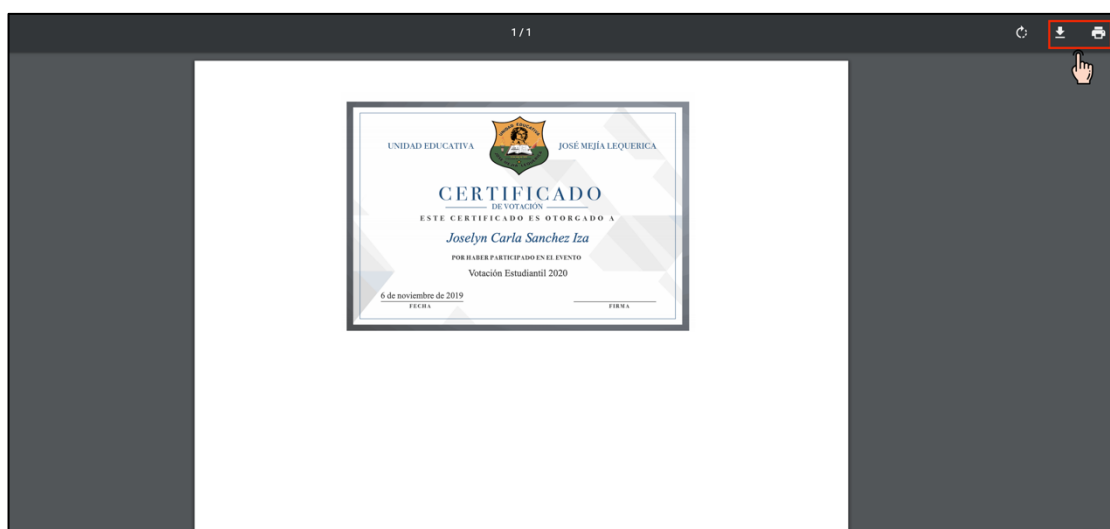 1 / 1
UNIDAD EDUCATIVA
JOSÉ MEJÍA LEQUERICA
CERTIFICADO
DE VOTACIÓN
ESTE CERTIFICADO ES OTORGADO A
Joselyn Carla Sanchez Iza
POR HABER PARTICIPADO EN EL EVENTO
Votación Estudiantil 2020
6 de noviembre de 2019
FECHA
FIRMA